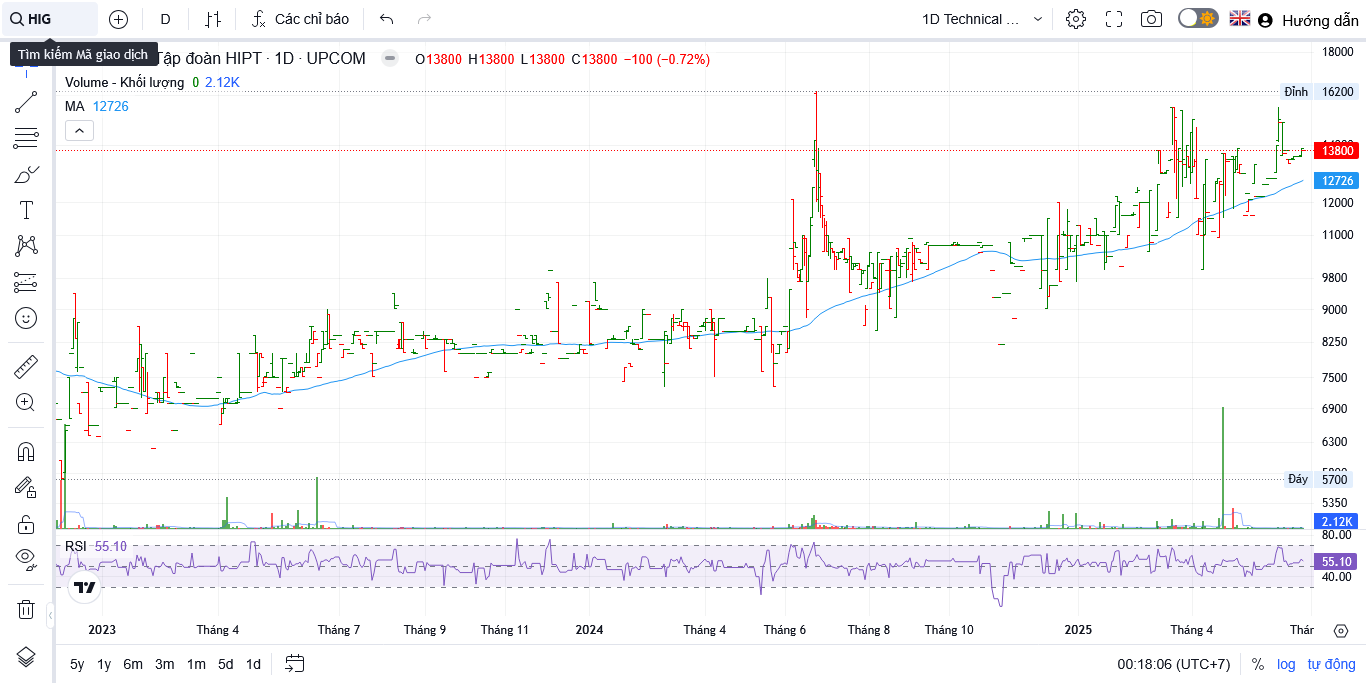 HIG D Các chỉ báo 1D Technical ... Hướng dẫn
Tìm kiếm Mã giao dịch
Tập đoàn HIPT · 1D · UPCOM O13800 H13800 L13800 C13800 −100 (−0.72%)
Volume - Khối lượng 0 2.12K
MA 12726
18000
Đỉnh 16200
13800
12726
12000
11000
9800
9000
8250
7500
6900
6300
Đáy 5700
5350
2.12K
80.00
RSI 55.10
55.10
40.00
2023 Tháng 4 Tháng 7 Tháng 9 Tháng 11 2024 Tháng 4 Tháng 6 Tháng 8 Tháng 10 2025 Tháng 4 Thár
5y 1y 6m 3m 1m 5d 1d 00:18:06 (UTC+7) % log tự động